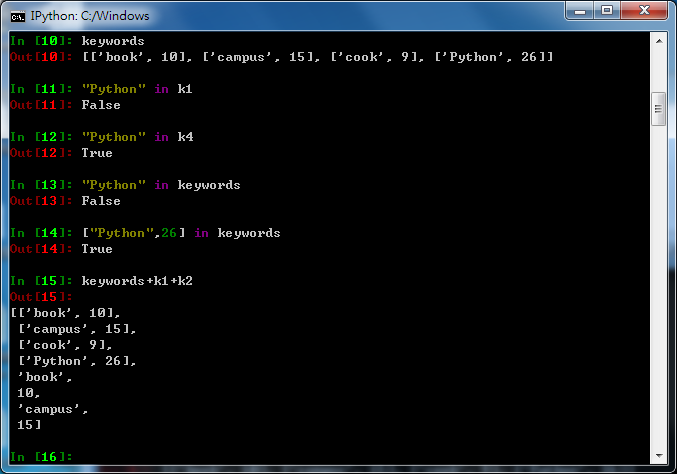 IPython: C:/Windows
In [10]: keywords
Out[10]: [['book', 10], ['campus', 15], ['cook', 9], ['Python', 26]]
In [11]: "Python" in k1
Out[11]: False
In [12]: "Python" in k4
Out[12]: True
In [13]: "Python" in keywords
Out[13]: False
In [14]: ["Python",26] in keywords
Out[14]: True
In [15]: keywords+k1+k2
Out[15]:
[['book', 10],
 ['campus', 15],
 ['cook', 9],
 ['Python', 26],
 'book',
 10,
 'campus',
 15]
In [16]: